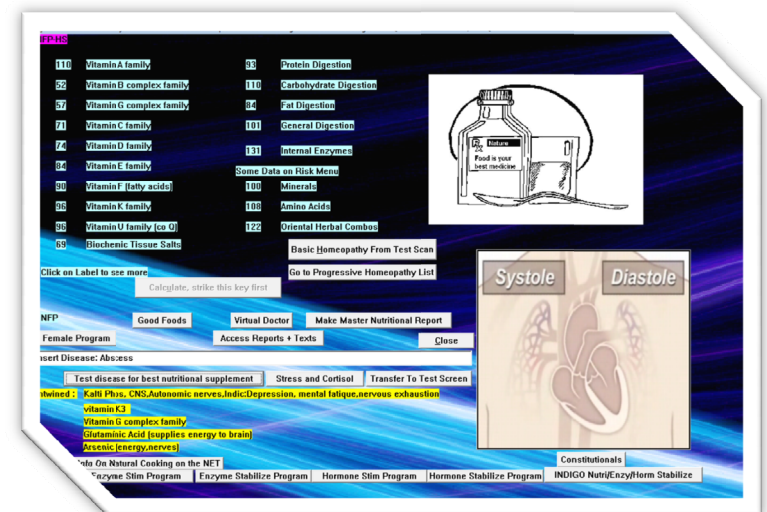 NFP-HS
110 Vitamin A family 93 Protein Digestion
52 Vitamin B complex family 110 Carbohydrate Digestion
57 Vitamin G complex family 84 Fat Digestion
71 Vitamin C family 101 General Digestion
74 Vitamin D family 131 Internal Enzymes
84 Vitamin E family Some Data on Risk Menu
90 Vitamin F (fatty acids) 100 Minerals
96 Vitamin K family 108 Amino Acids
96 Vitamin U family (co Q) 122 Oriental Herbal Combos
69 Biochenic Tissue Salts
Rx Nature
Food is your
best medicine
Basic Homeopathy From Test Scan
Click on Label to see more Go to Progressive Homeopathy List
Calculate, strike this key first
Systole Diastole
NFP Good Foods Virtual Doctor Make Master Nutritional Report
Female Program Access Reports + Texts Close
nsert Disease: Abs:ess
Test disease for best nutritional supplement Stress and Cortisol Transfer To Test Screen
ntwined : Kalti Phos, CNS,Autonomic nerves,Indic:Depression, mental fatique,nervous exhaustion
vitamin K3
Vitamin G complex family
Glutaminic Acid (supplies energy to brain)
Arsenic (energy,nerves)
On Natural Cooking on the NET Constitutionals
Enzyme Stim Program Enzyme Stabilize Program Hormone Stim Program Hormone Stabilize Program INDIGO Nutri/Enzy/Horm Stabilize